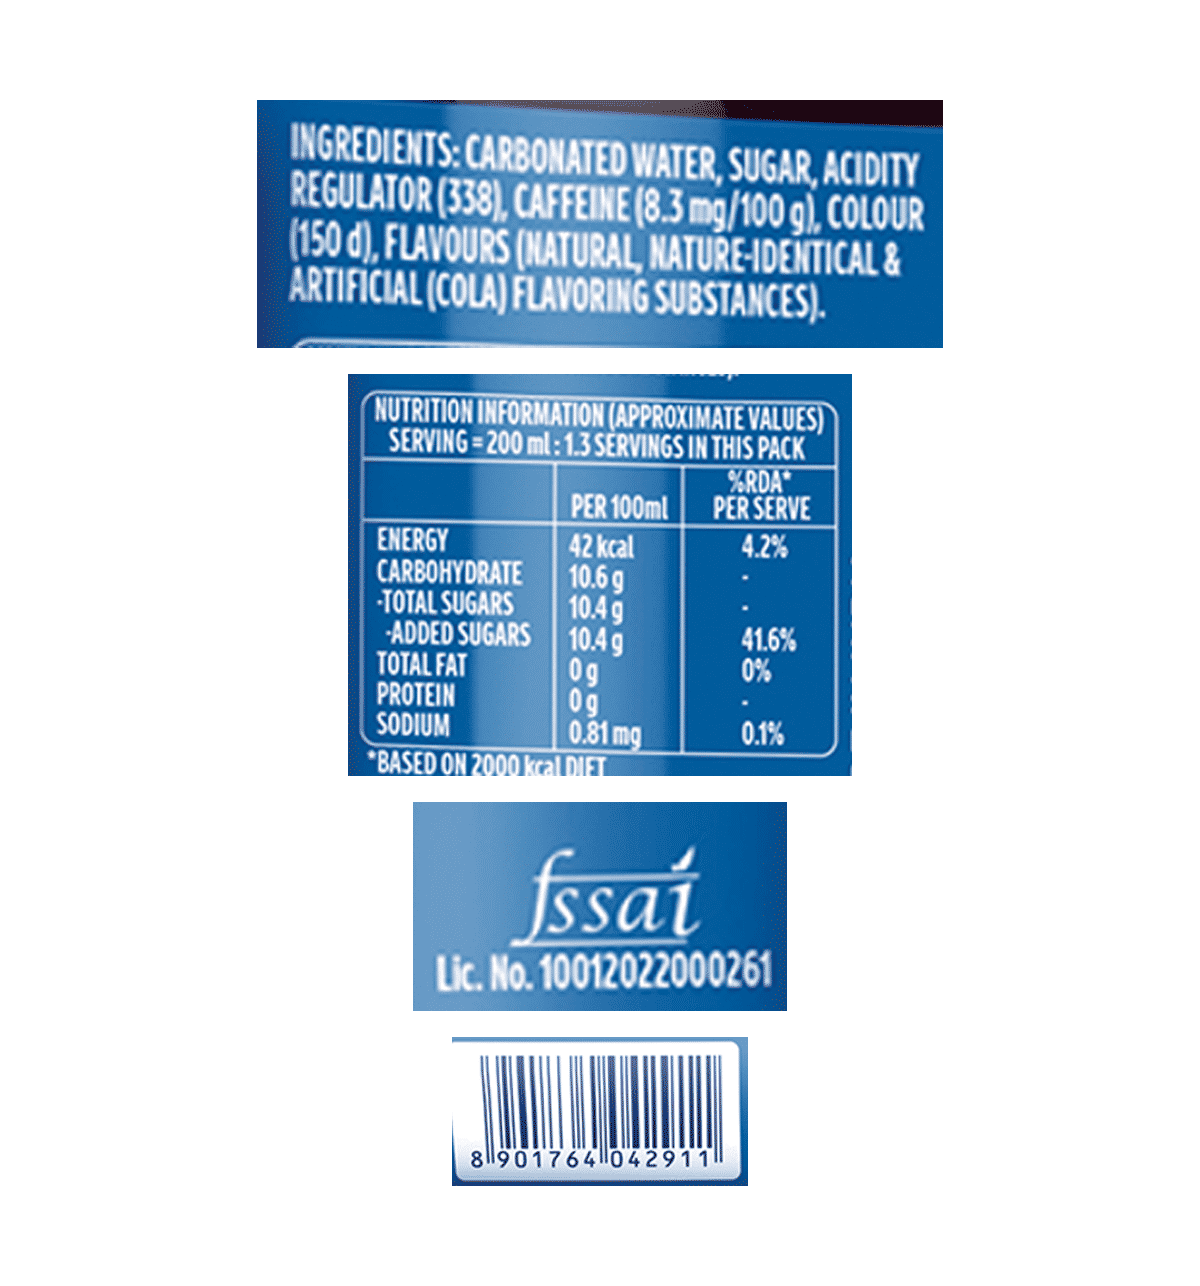 INGREDIENTS: CARBONATED WATER, SUGAR, ACIDITY
REGULATOR (338), CAFFEINE (8.3 mg/100 g), COLOUR
(150 d), FLAVOURS (NATURAL, NATURE-IDENTICAL &
ARTIFICIAL (COLA) FLAVORING SUBSTANCES).
NUTRITION INFORMATION (APPROXIMATE VALUES)
SERVING = 200 ml : 1.3 SERVINGS IN THIS PACK
PER 100ml %RDA* PER SERVE
ENERGY 42 kcal 4.2%
CARBOHYDRATE 10.6 g -
-TOTAL SUGARS 10.4 g -
-ADDED SUGARS 10.4 g 41.6%
TOTAL FAT 0 g 0%
PROTEIN 0 g -
SODIUM 0.81 mg 0.1%
*BASED ON 2000 kcal DIET
fssai
Lic. No. 10012022000261
8 901764 042911